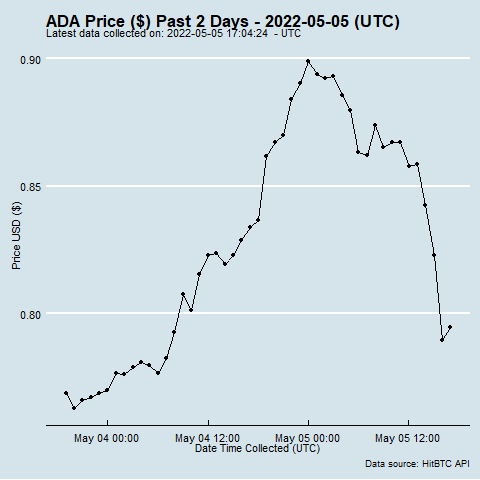 ADA Price ($) Past 2 Days - 2022-05-05 (UTC)
Latest data collected on: 2022-05-05 17:04:24  - UTC
0.90
0.85
0.80
Price USD ($)
May 04 00:00
May 04 12:00
May 05 00:00
May 05 12:00
Date Time Collected (UTC)
Data source: HitBTC API